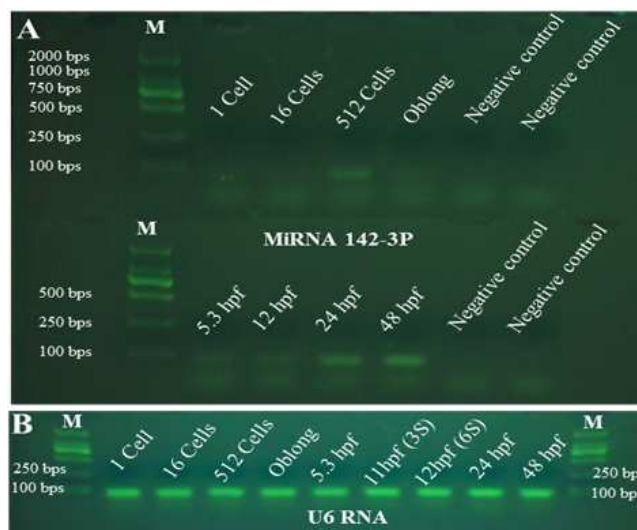 A
M
2000 bps
1000 bps
750 bps
500 bps
250 bps
100 bps
1 Cell
16 Cells
512 Cells
Oblong
Negative control
Negative control
MiRNA 142-3P
M
500 bps
250 bps
100 bps
5.3 hpf
12 hpf
24 hpf
48 hpf
Negative control
Negative control
B
M
250 bps
100 bps
1 Cell
16 Cells
512 Cells
Oblong
5.3 hpf
11hpf (3S)
12hpf (6S)
24 hpf
48 hpf
M
250 bps
100 bps
U6 RNA